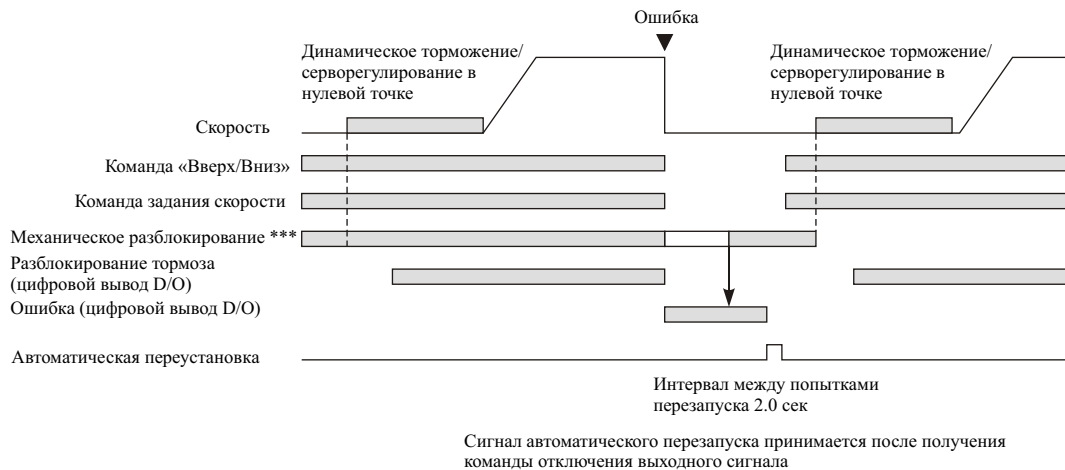 Ошибка
Динамическое торможение/
серворегулирование в
нулевой точке
Динамическое торможение/
серворегулирование в
нулевой точке
Скорость
Команда «Вверх/Вниз»
Команда задания скорости
Механическое разблокирование ***
Разблокирование тормоза
(цифровой вывод D/O)
Ошибка (цифровой вывод D/O)
Автоматическая переустановка
Интервал между попытками
перезапуска 2.0 сек
Сигнал автоматического перезапуска принимается после получения
команды отключения выходного сигнала